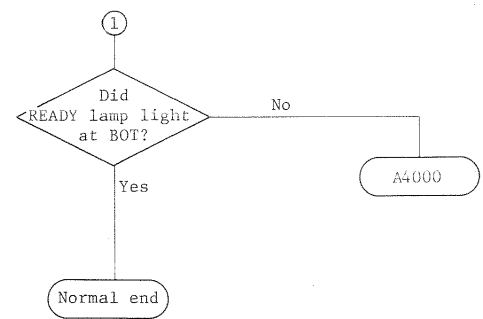 1
Did
READY lamp light
at BOT?
No
Yes
A4000
Normal end